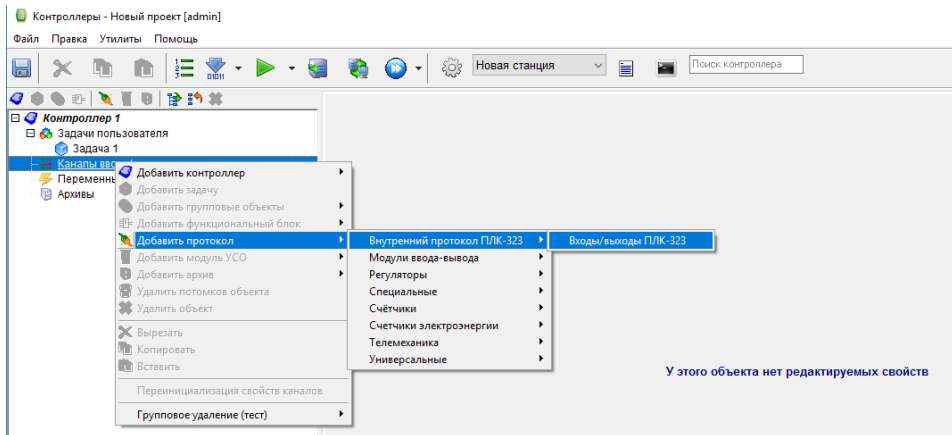 Контроллеры - Новый проект [admin]
Файл Правка Утилиты Помощь
Новая станция
Поиск контроллера
Контроллер 1
Задачи пользователя
Задача 1
Каналы
Архивы
Добавить контроллер
Добавить задачу
Добавить групповые объекты
Добавить функциональный блок
Добавить протокол
Добавить модуль УСО
Добавить архив
Удалить потомков объекта
Удалить объект
Вырезать
Копировать
Вставить
Переинициализация свойств каналов
Групповое удаление (тест)
Внутренний протокол ПЛК-323
Модули ввода-вывода
Регуляторы
Специальные
Счётчики
Счетчики электроэнергии
Телемеханика
Универсальные
Входы/выходы ПЛК-323
У этого объекта нет редактируемых свойств